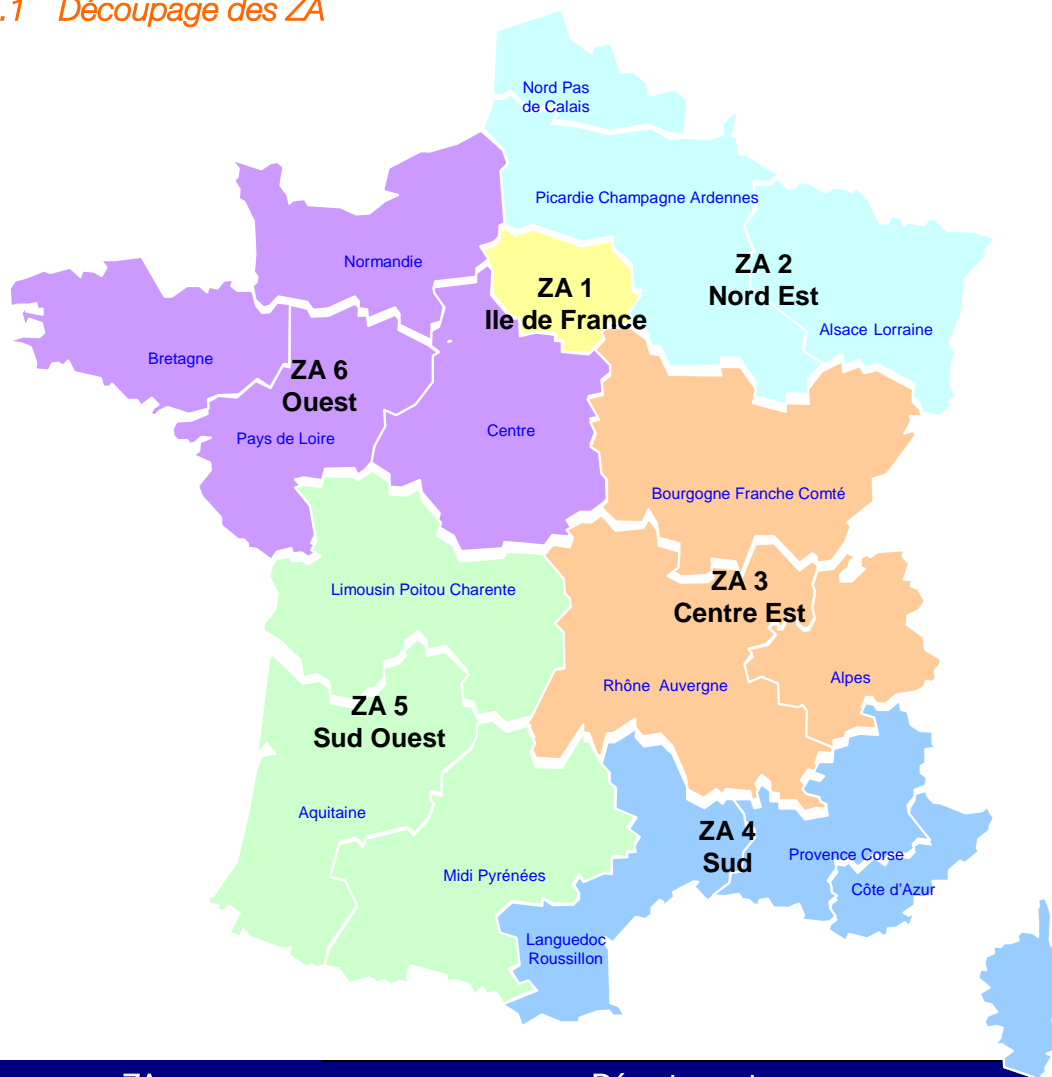 .1 Découpage des ZA
Nord Pas
de Calais
Picardie Champagne Ardennes
Normandie
ZA 2
Nord Est
ZA 1
Ile de France
Alsace Lorraine
Bretagne
ZA 6
Ouest
Pays de Loire
Centre
Bourgogne Franche Comté
ZA 3
Centre Est
Limousin Poitou Charente
Rhône Auvergne
Alpes
ZA 5
Sud Ouest
Aquitaine
ZA 4
Sud
Provence Corse
Midi Pyrénées
Côte d'Azur
Languedoc
Roussillon